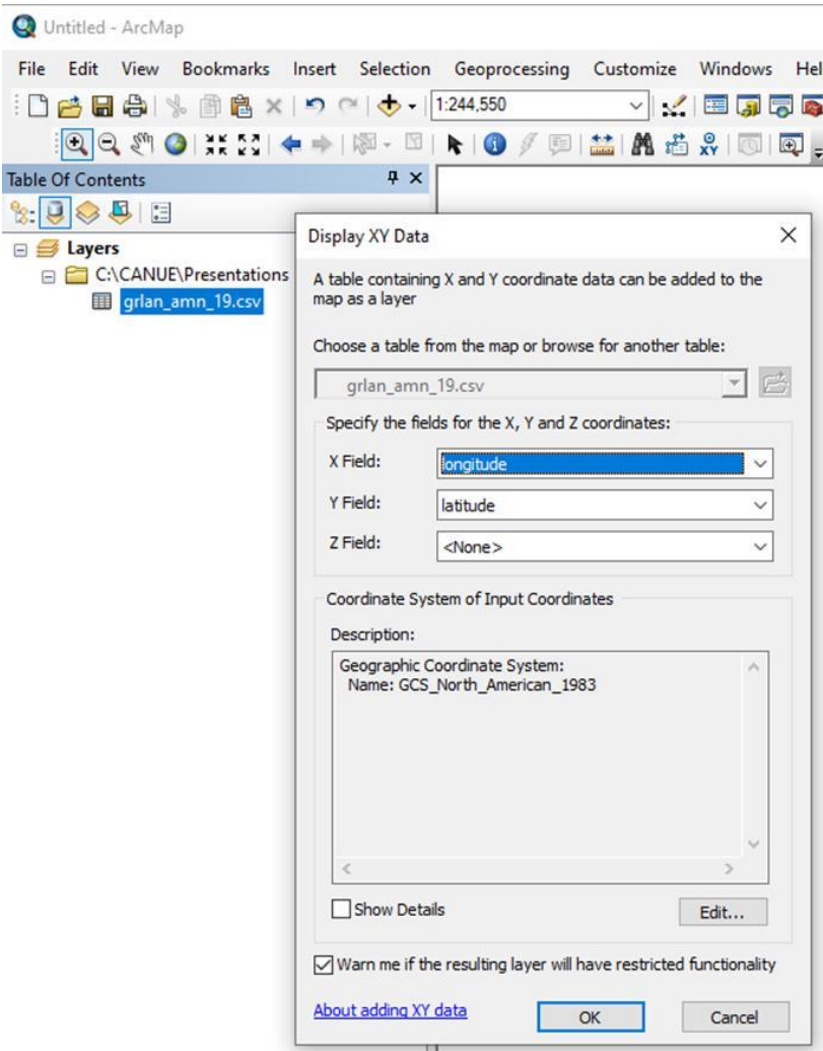 Untitled - ArcMap
File Edit View Bookmarks Insert Selection Geoprocessing Customize Windows Hel
1:244,550
XY
Table Of Contents
Layers
C:\CANUE\Presentations
grlan_amn_19.csv
Display XY Data
A table containing X and Y coordinate data can be added to the
map as a layer
Choose a table from the map or browse for another table:
grlan_amn_19.csv
Specify the fields for the X, Y and Z coordinates:
X Field: longitude
Y Field: latitude
Z Field: <None>
Coordinate System of Input Coordinates
Description:
Geographic Coordinate System:
Name: GCS_North_American_1983
Show Details
Edit...
Warn me if the resulting layer will have restricted functionality
About adding XY data
OK Cancel